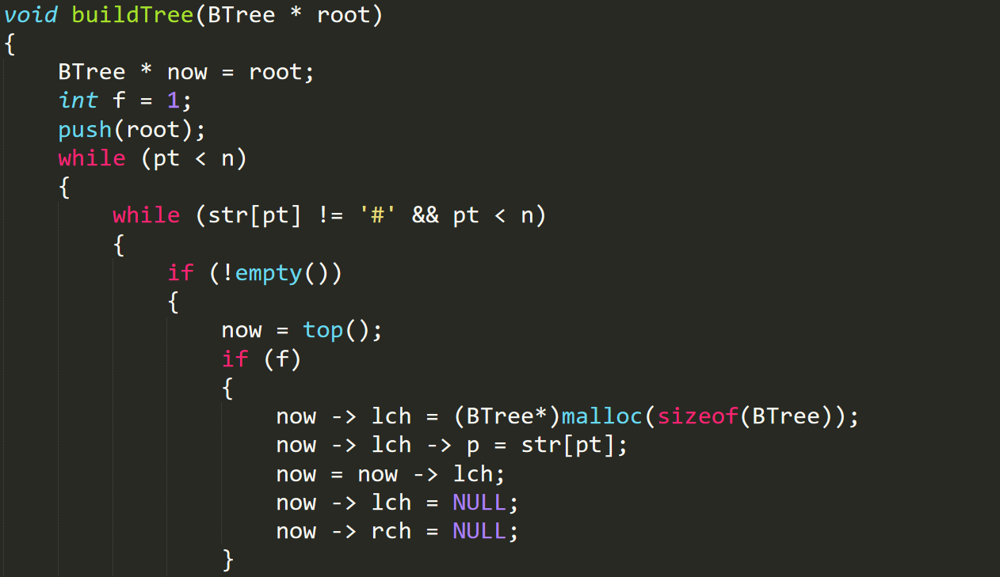 void buildTree(BTree * root)
{
    BTree * now = root;
    int f = 1;
    push(root);
    while (pt < n)
    {
        while (str[pt] != '#' && pt < n)
        {
            if (!empty())
            {
                now = top();
                if (f)
                {
                    now -> lch = (BTree*)malloc(sizeof(BTree));
                    now -> lch -> p = str[pt];
                    now = now -> lch;
                    now -> lch = NULL;
                    now -> rch = NULL;
                }